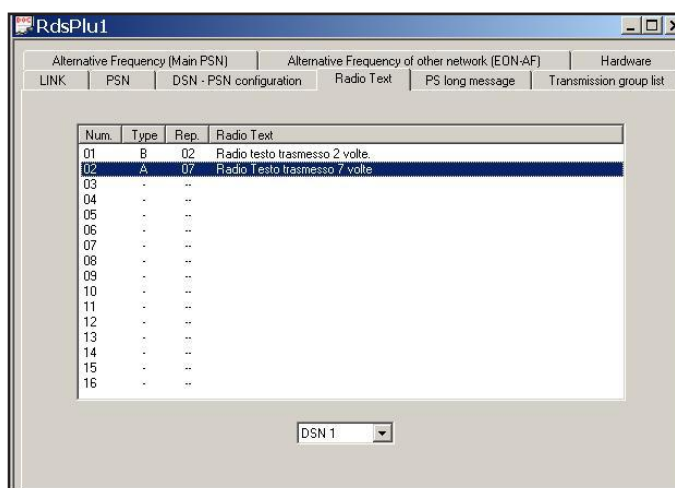 RdsPlu1
Alternative Frequency (Main PSN) Alternative Frequency of other network (EON-AF) Hardware
LINK PSN DSN - PSN configuration Radio Text PS long message Transmission group list
Num. Type Rep. Radio Text
01 B 02 Radio testo trasmesso 2 volte.
02 A 07 Radio Testo trasmesso 7 volte
03 - --
04 - --
05 - --
06 - --
07 - --
08 - --
09 - --
10 - --
11 - --
12 - --
13 - --
14 - --
15 - --
16 - --
DSN 1